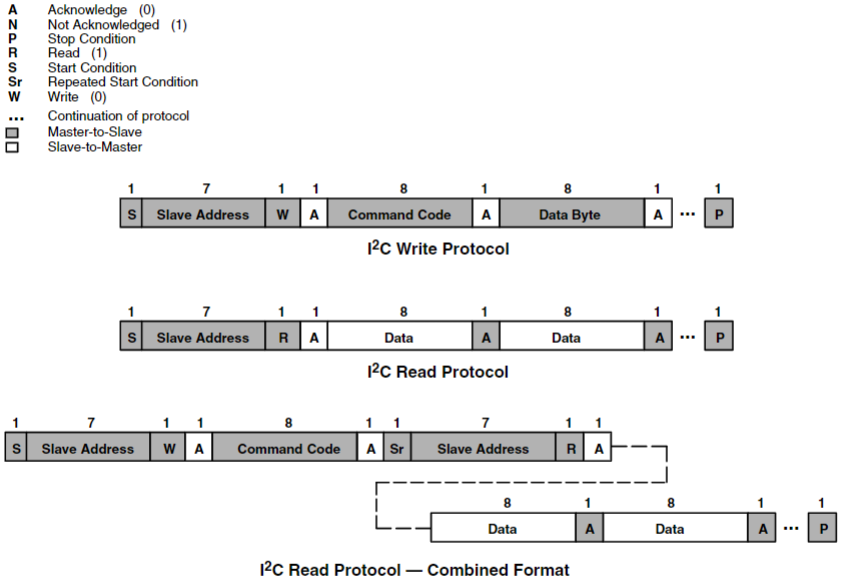 A Acknowledge (0)
N Not Acknowledged (1)
P Stop Condition
R Read (1)
S Start Condition
Sr Repeated Start Condition
W Write (0)
... Continuation of protocol
Master-to-Slave
Slave-to-Master
1 7 1 1 8 1 8 1 1
S Slave Address W A Command Code A Data Byte A ... P
I²C Write Protocol
1 7 1 1 8 1 8 1 1
S Slave Address R A Data A Data A ... P
I²C Read Protocol
1 7 1 1 8 1 1 7 1 1
S Slave Address W A Command Code A Sr Slave Address R A
8 1 8 1 1
Data A Data A ... P
I²C Read Protocol — Combined Format